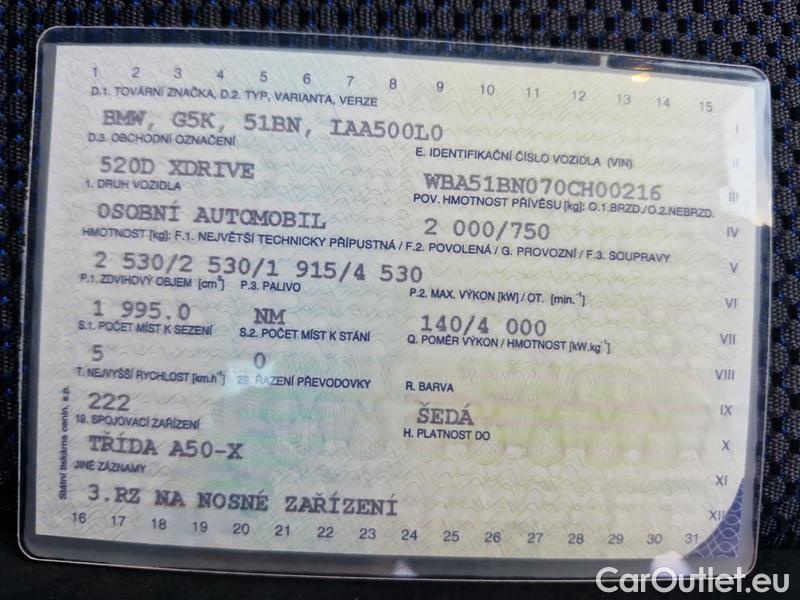 1 2 3 4 5 6 7 8 9 10 11 12 13 14 15
D.1. TOVÁRNÍ ZNAČKA, D.2. TYP, VARIANTA, VERZE
BMW, G5K, 51BN, IAA500L0
I
D.3. OBCHODNÍ OZNAČENÍ
E. IDENTIFIKAČNÍ ČÍSLO VOZIDLA (VIN)
II
520D XDRIVE
WBA51BN070CH00216
III
1. DRUH VOZIDLA
POV. HMOTNOST PŘÍVĚSU [kg]: O.1.BRZD./O.2.NEBRZD.
OSOBNÍ AUTOMOBIL
2 000/750
IV
HMOTNOST [kg]: F.1. NEJVĚTŠÍ TECHNICKY PŘÍPUSTNÁ / F.2. POVOLENÁ / G. PROVOZNÍ / F.3. SOUPRAVY
2 530/2 530/1 915/4 530
V
P.1. ZDVIHOVÝ OBJEM [cm³]
P.3. PALIVO
P.2. MAX. VÝKON [kW] / OT. [min.⁻¹]
VI
1 995.0
NM
140/4 000
VII
S.1. POČET MÍST K SEZENÍ
S.2. POČET MÍST K STÁNÍ
Q. POMĚR VÝKON / HMOTNOST [kW.kg⁻¹]
5
0
VIII
T. NEJVYŠŠÍ RYCHLOST [km.h⁻¹]
29. ŘAZENÍ PŘEVODOVKY
R. BARVA
222
ŠEDÁ
IX
19. SPOJOVACÍ ZAŘÍZENÍ
H. PLATNOST DO
TŘÍDA A50-X
X
JINÉ ZÁZNAMY
XI
3.RZ NA NOSNÉ ZAŘÍZENÍ
XII
16 17 18 19 20 21 22 23 24 25 26 27 28 29 30 31
Státní tiskárna cenin, s.p.
CarOutlet.eu